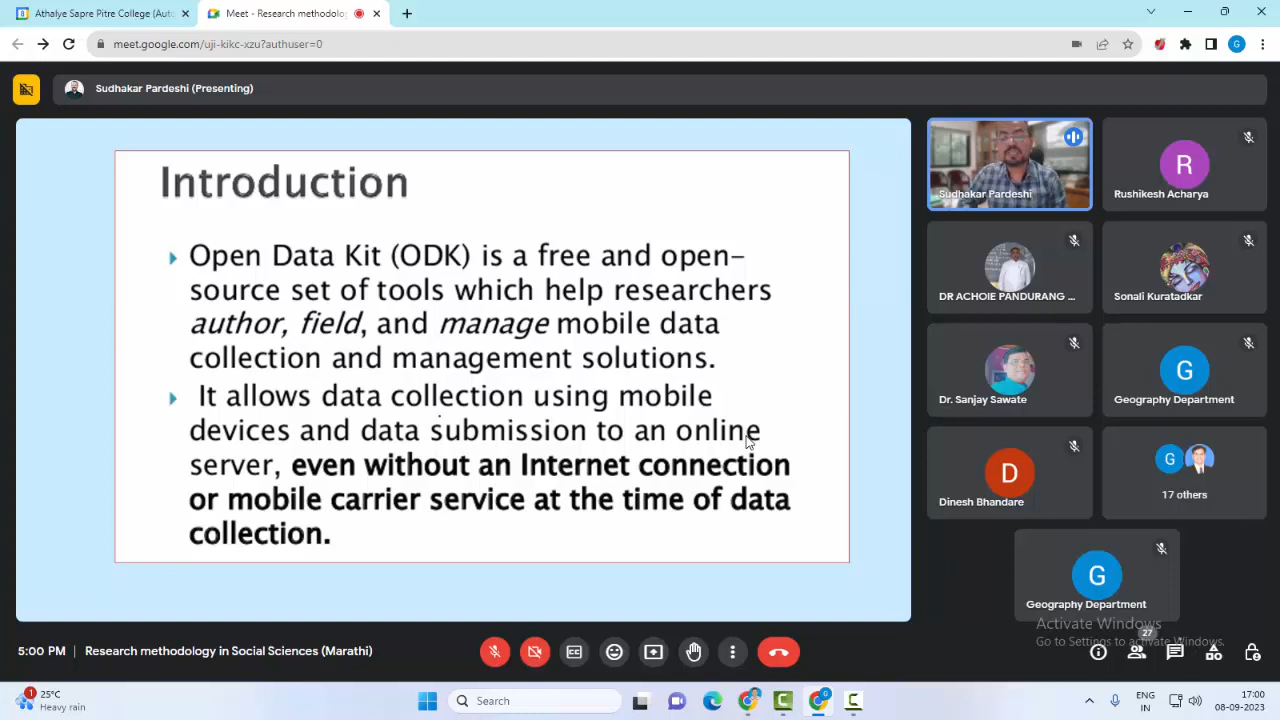 Athalye Sapre Pitre College (Auto
Meet - Research methodolo
meet.google.com/uji-kikc-xzu?authuser=0
G
Sudhakar Pardeshi (Presenting)
Introduction
Open Data Kit (ODK) is a free and open-
source set of tools which help researchers
author, field, and manage mobile data
collection and management solutions.
It allows data collection using mobile
devices and data submission to an online
server, even without an Internet connection
or mobile carrier service at the time of data
collection.
Sudhakar Pardeshi
R
Rushikesh Acharya
DR ACHOIE PANDURANG ...
Sonali Kuratadkar
Dr. Sanjay Sawate
G
Geography Department
D
Dinesh Bhandare
G
17 others
G
Geography Department
Activate Windows
Go to Settings to activate Windows.
27
5:00 PM | Research methodology in Social Sciences (Marathi)
1
25°C
Heavy rain
Search
ENG
IN
17:00
08-09-2023